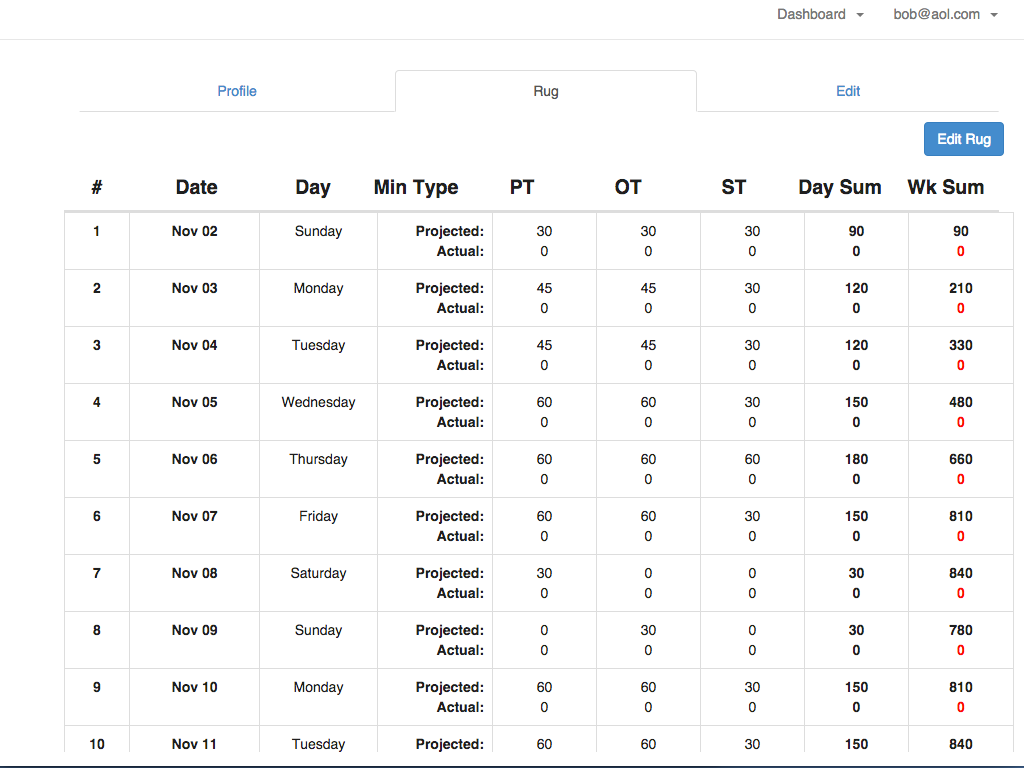 Dashboard bob@aol.com
Profile Rug Edit
Edit Rug
# Date Day Min Type PT OT ST Day Sum Wk Sum
1 Nov 02 Sunday Projected: 30 30 30 90 90
Actual: 0 0 0 0 0
2 Nov 03 Monday Projected: 45 45 30 120 210
Actual: 0 0 0 0 0
3 Nov 04 Tuesday Projected: 45 45 30 120 330
Actual: 0 0 0 0 0
4 Nov 05 Wednesday Projected: 60 60 30 150 480
Actual: 0 0 0 0 0
5 Nov 06 Thursday Projected: 60 60 60 180 660
Actual: 0 0 0 0 0
6 Nov 07 Friday Projected: 60 60 30 150 810
Actual: 0 0 0 0 0
7 Nov 08 Saturday Projected: 30 0 0 30 840
Actual: 0 0 0 0 0
8 Nov 09 Sunday Projected: 0 30 0 30 780
Actual: 0 0 0 0 0
9 Nov 10 Monday Projected: 60 60 30 150 810
Actual: 0 0 0 0 0
10 Nov 11 Tuesday Projected: 60 60 30 150 840